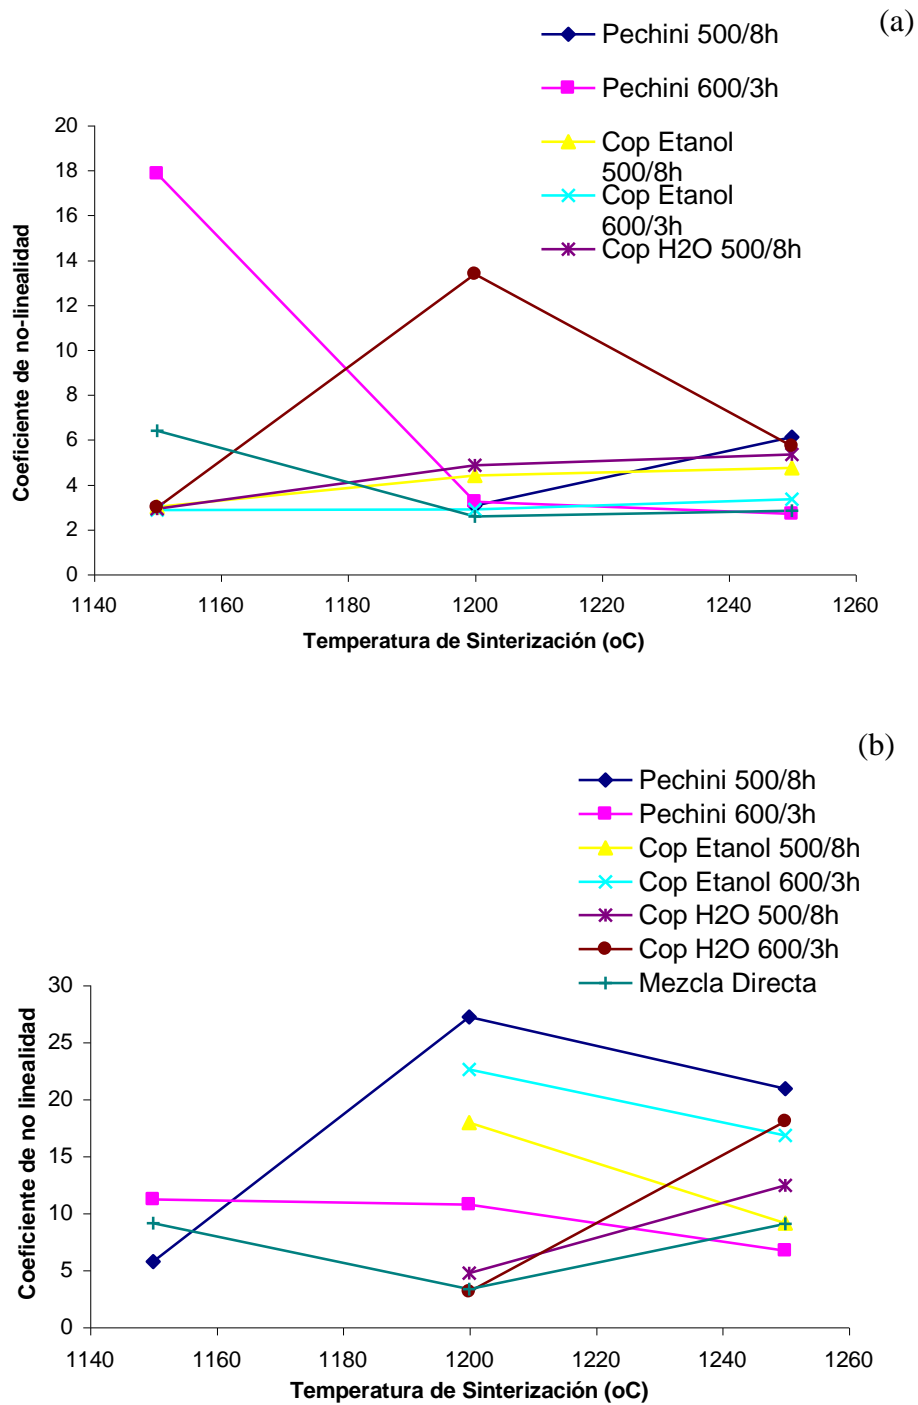 (a)
Pechini 500/8h
Pechini 600/3h
Cop Etanol
500/8h
Cop Etanol
600/3h
Cop H2O 500/8h
Coeficiente de no-linealidad
20
18
16
14
12
10
8
6
4
2
0
1140 1160 1180 1200 1220 1240 1260
Temperatura de Sinterización (oC)
(b)
Pechini 500/8h
Pechini 600/3h
Cop Etanol 500/8h
Cop Etanol 600/3h
Cop H2O 500/8h
Cop H2O 600/3h
Mezcla Directa
Coeficiente de no linealidad
30
25
20
15
10
5
0
1140 1160 1180 1200 1220 1240 1260
Temperatura de Sinterización (oC)